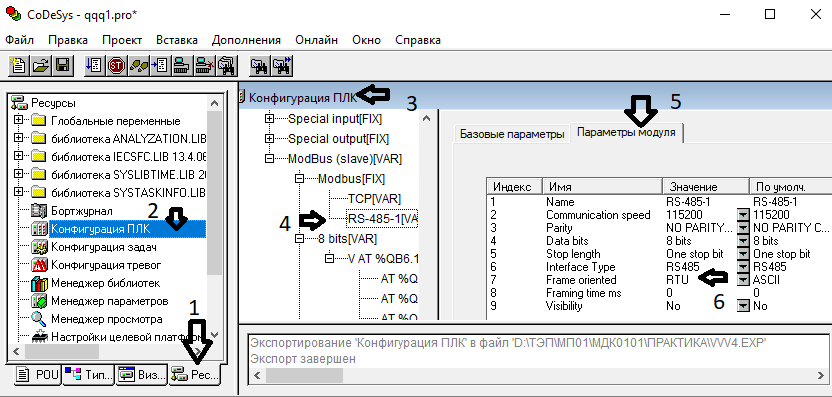 CoDeSys - qqq1.pro*
Файл Правка Проект Вставка Дополнения Онлайн Окно Справка
Ресурсы
Глобальные переменные
библиотека ANALYZATION.LIB
библиотека IECSFC.LIB 13.4.06
библиотека SYSLIBTIME.LIB 20
библиотека SYSTASKINFO.LIB
Бортжурнал
2
Конфигурация ПЛК
Конфигурация задач
Конфигурация тревог
Менеджер библиотек
Менеджер параметров
Менеджер просмотра
Настройки целевой платформ
1
POU Тип... Виз... Рес...
Конфигурация ПЛК
3
Special input[FIX]
Special output[FIX]
ModBus (slave)[VAR]
Modbus[FIX]
TCP[VAR]
4
RS-485-1[VA
8 bits[VAR]
V AT %QB6.1
AT %Q
AT %Q
AT %Q
5
Базовые параметры Параметры модуля
Индекс Имя Значение По умолч.
1 Name RS-485-1 RS-485-1
2 Communication speed 115200 115200
3 Parity NO PARITY... NO PARITY C...
4 Data bits 8 bits 8 bits
5 Stop length One stop bit One stop bit
6 Interface Type RS485 RS485
7 Frame oriented RTU ASCII
8 Framing time ms 0 0
9 Visibility No No
6
Экспортирование 'Конфигурация ПЛК' в файл 'D:\ТЭП\МП01\МДК0101\ПРАКТИКА\VVV4.EXP'
Экспорт завершен